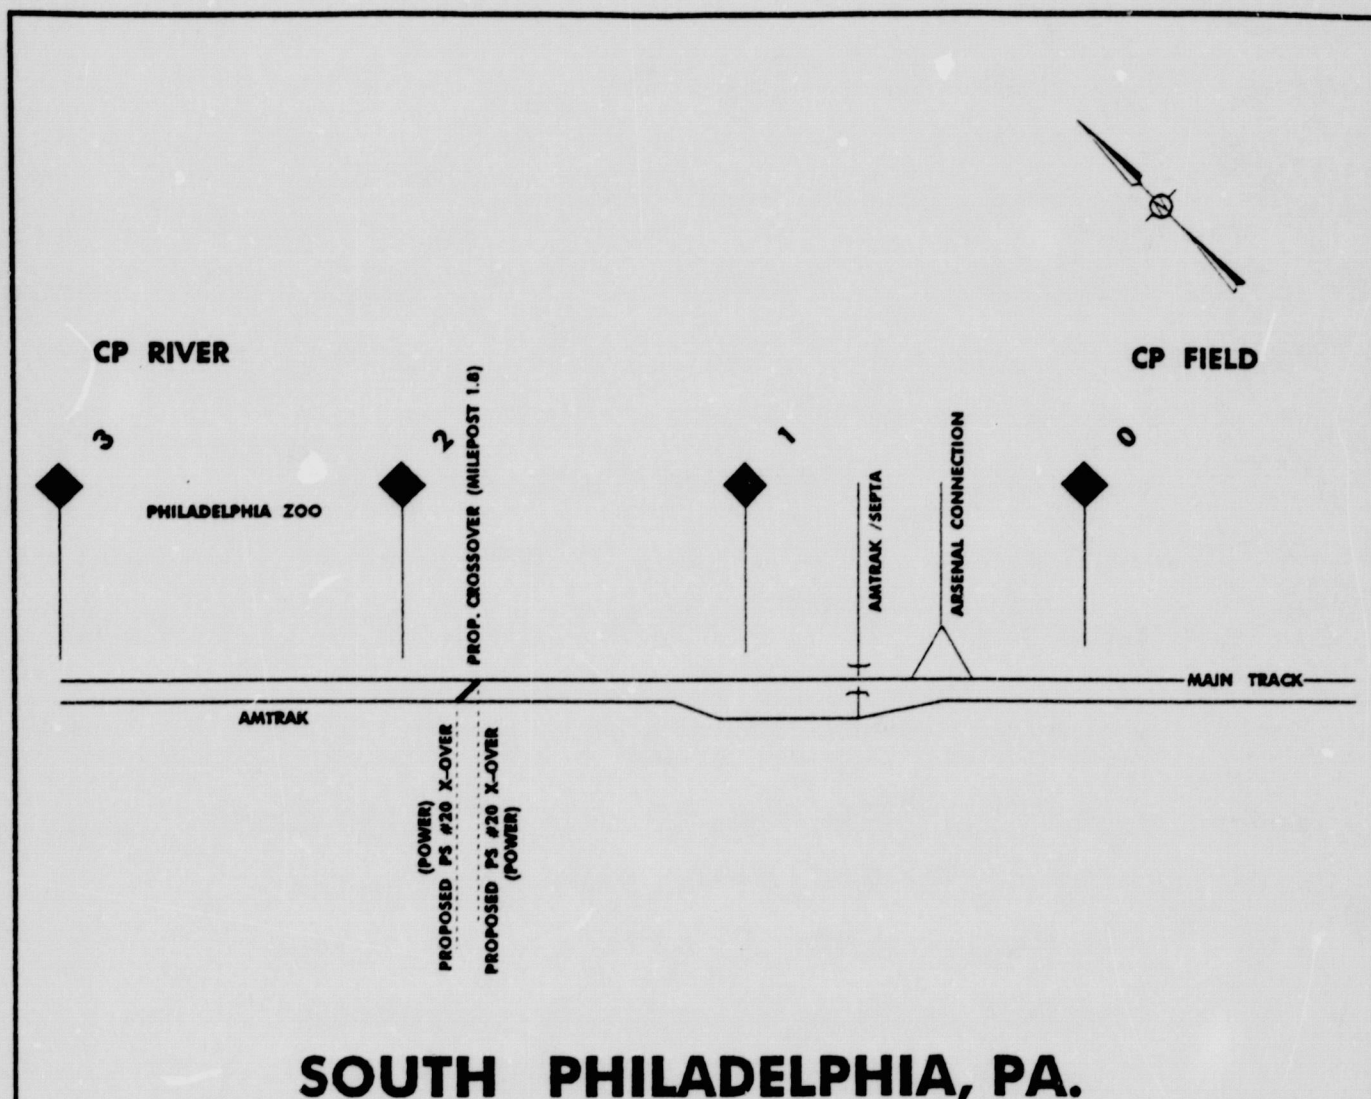 CP RIVER
CP FIELD
3
2
1
0
PHILADELPHIA ZOO
PROP. CROSSOVER (MILEPOST 1.8)
AMTRAK /SEPTA
ARSENAL CONNECTION
MAIN TRACK
AMTRAK
(POWER)
PROPOSED PS #20 X-OVER
PROPOSED PS #20 X-OVER
(POWER)
N
SOUTH PHILADELPHIA, PA.